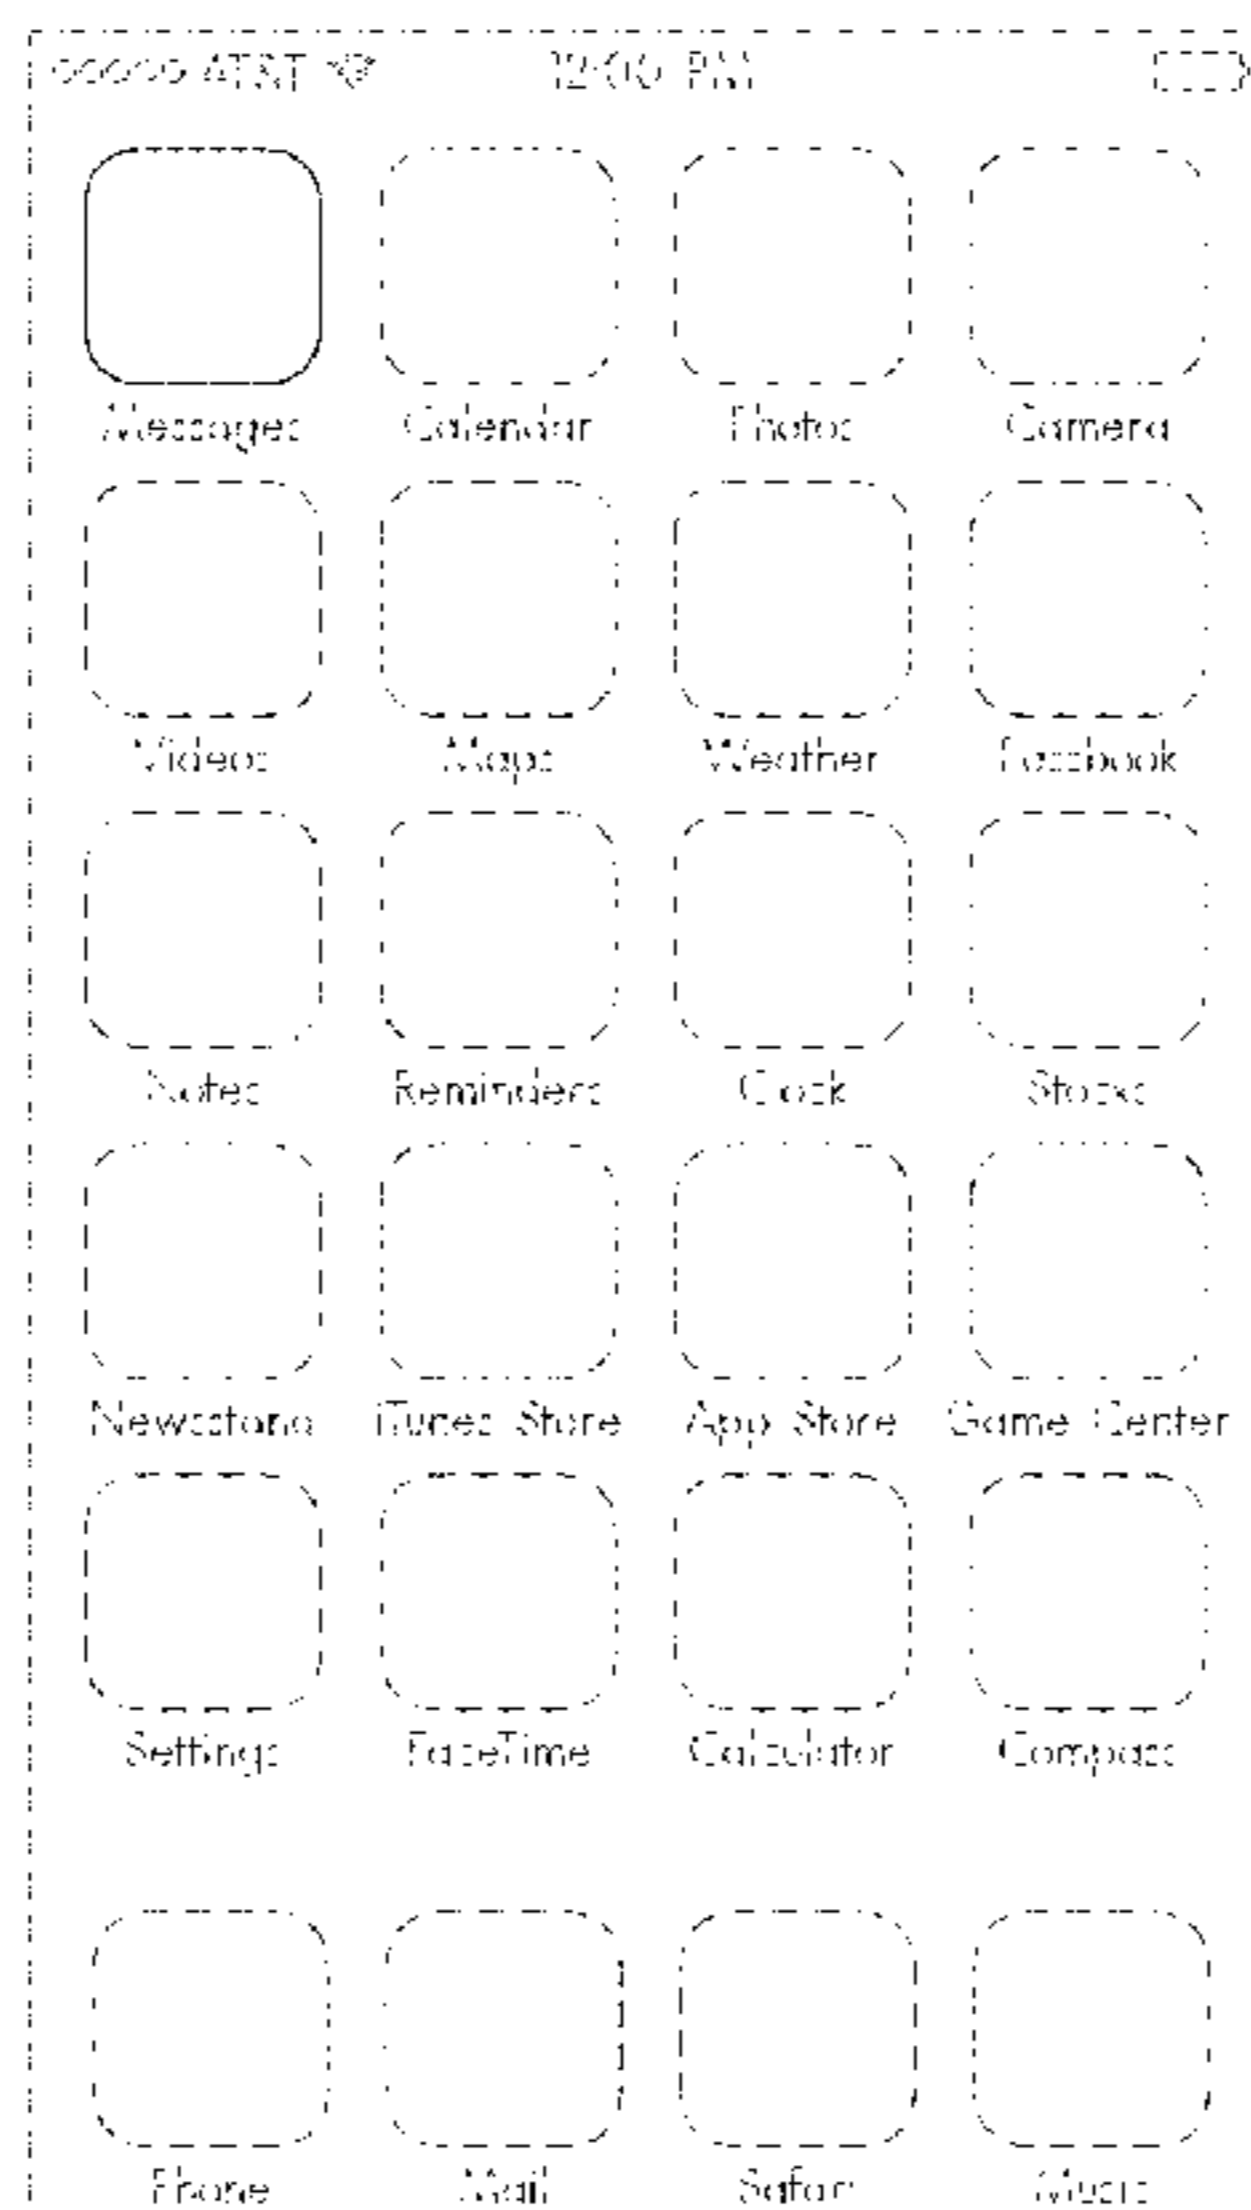 AT&T 12:00 PM
Messages Calendar Photos Camera
Videos Maps Weather Passbook
Notes Reminders Clock Stocks
Newsstand iTunes Store App Store Game Center
Settings FaceTime Calculator Compass
Phone Mail Safari Music